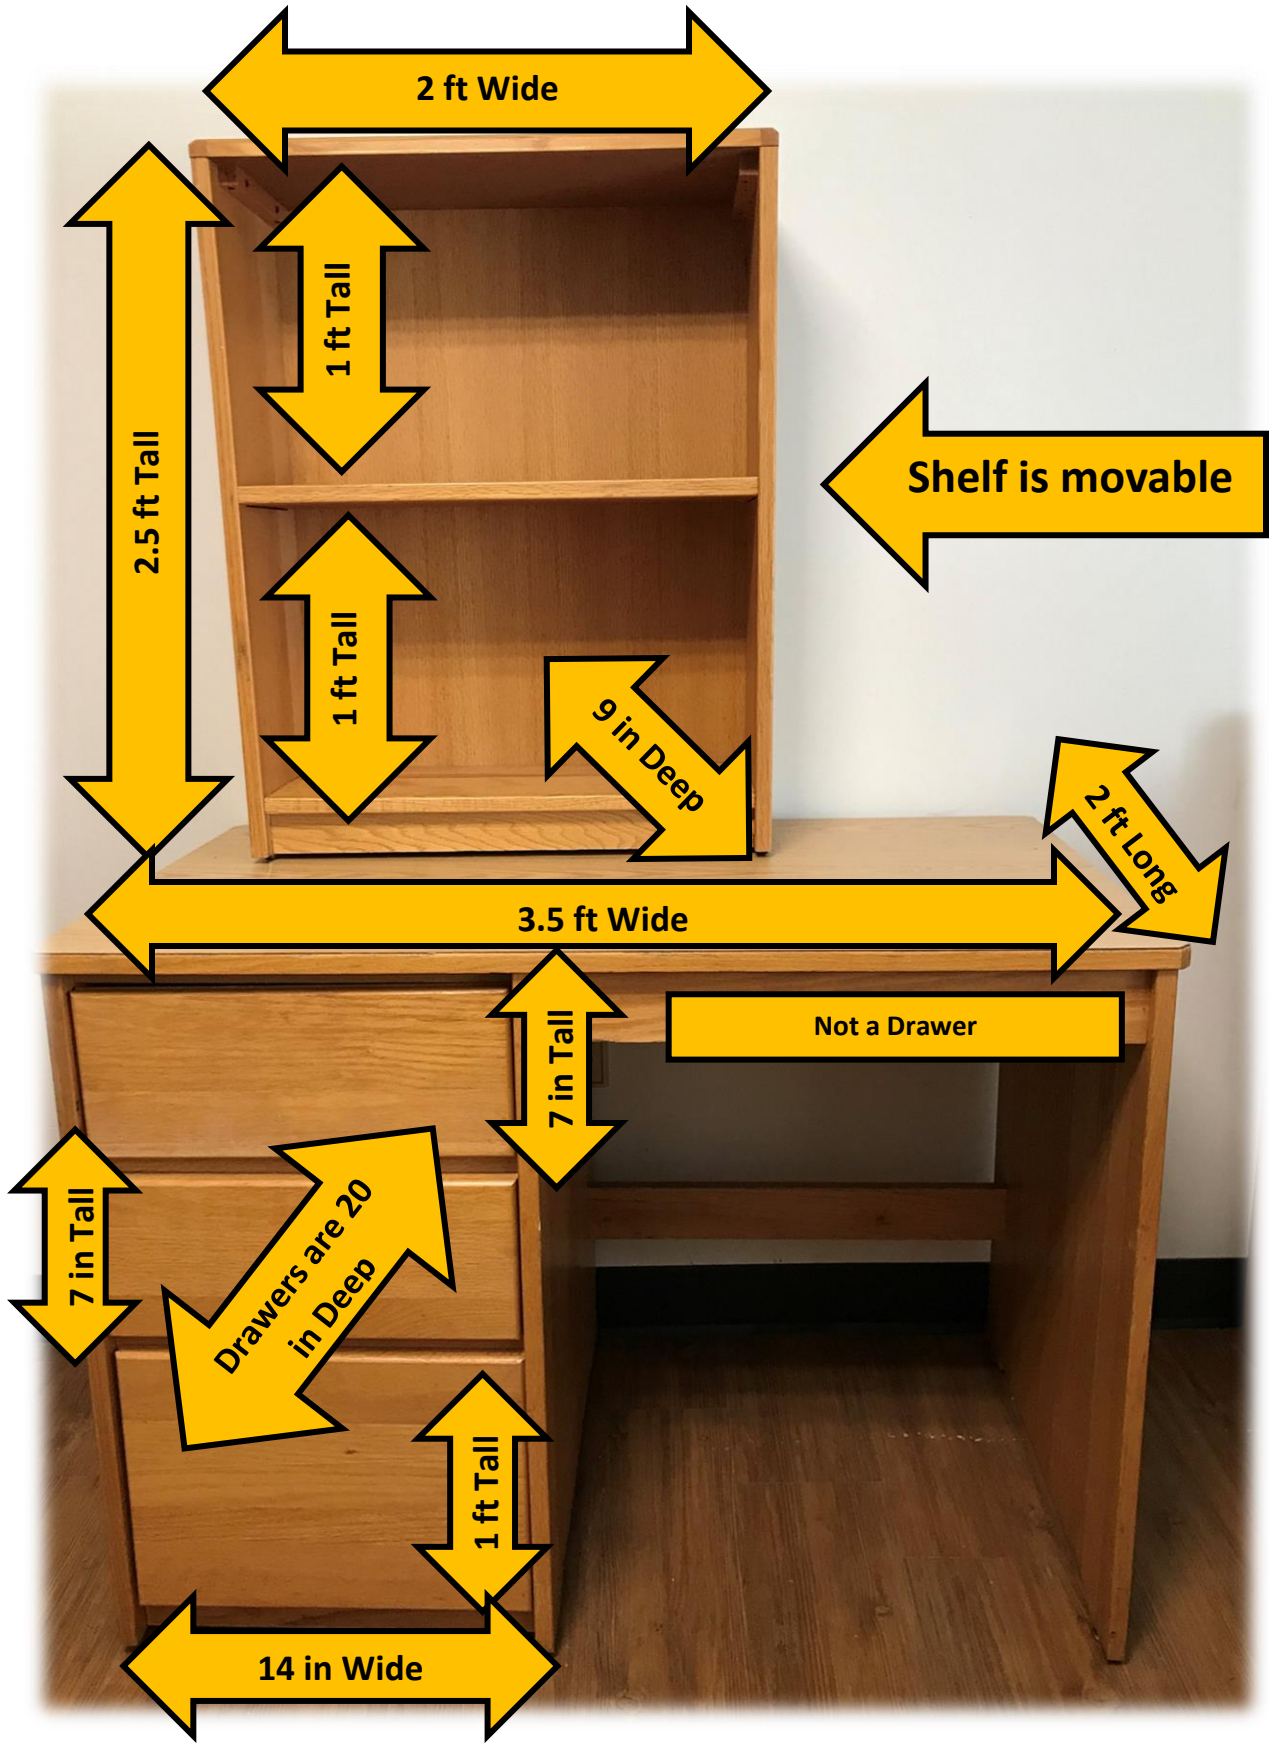 2 ft Wide
1 ft Tall
2.5 ft Tall
Shelf is movable
1 ft Tall
9 in Deep
2 ft Long
3.5 ft Wide
7 in Tall
Not a Drawer
7 in Tall
Drawers are 20
in Deep
1 ft Tall
14 in Wide